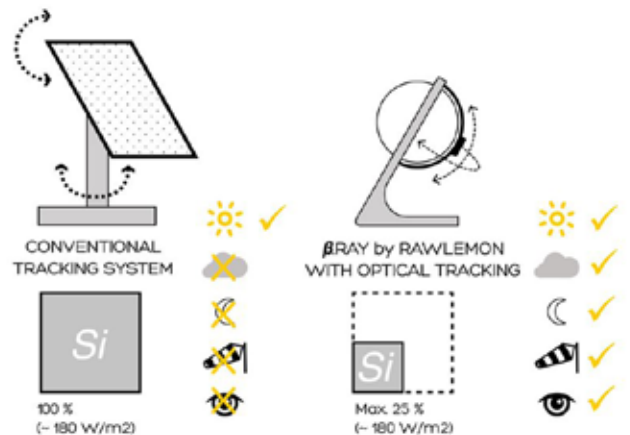 CONVENTIONAL
TRACKING SYSTEM
Si
100 %
(~ 180 W/m2)
βRAY by RAWLEMON
WITH OPTICAL TRACKING
Si
Max. 25 %
(~ 180 W/m2)